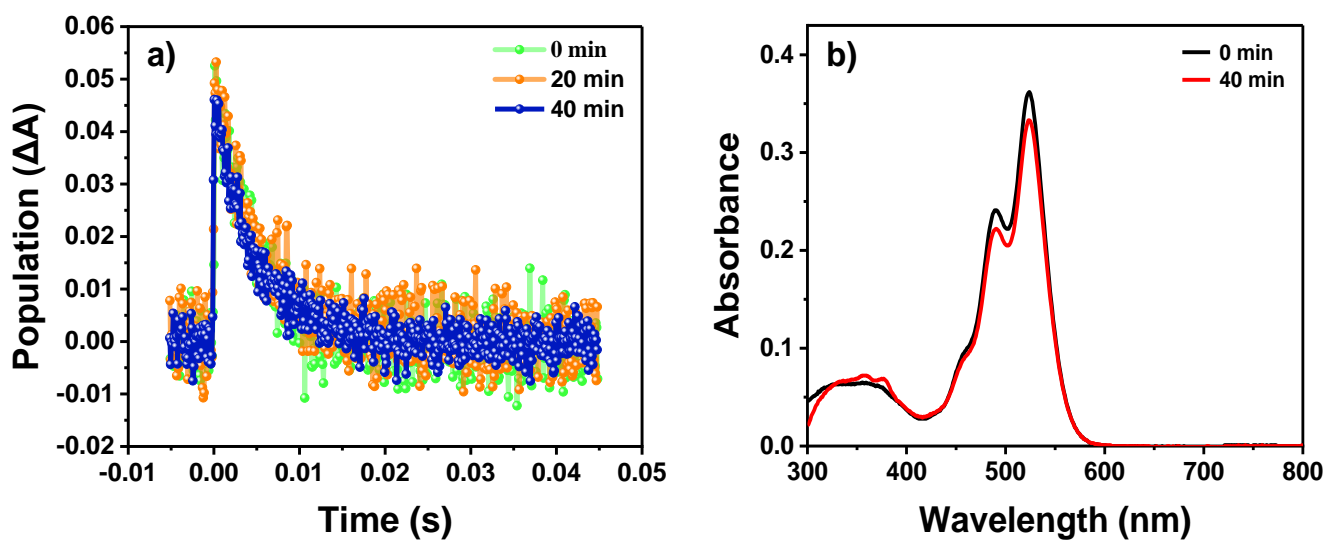 a)
0 min
20 min
40 min
Population (ΔA)
0.06
0.05
0.04
0.03
0.02
0.01
0.00
-0.01
-0.02
-0.01 0.00 0.01 0.02 0.03 0.04 0.05
Time (s)
b)
0 min
40 min
Absorbance
0.4
0.3
0.2
0.1
0.0
300 400 500 600 700 800
Wavelength (nm)